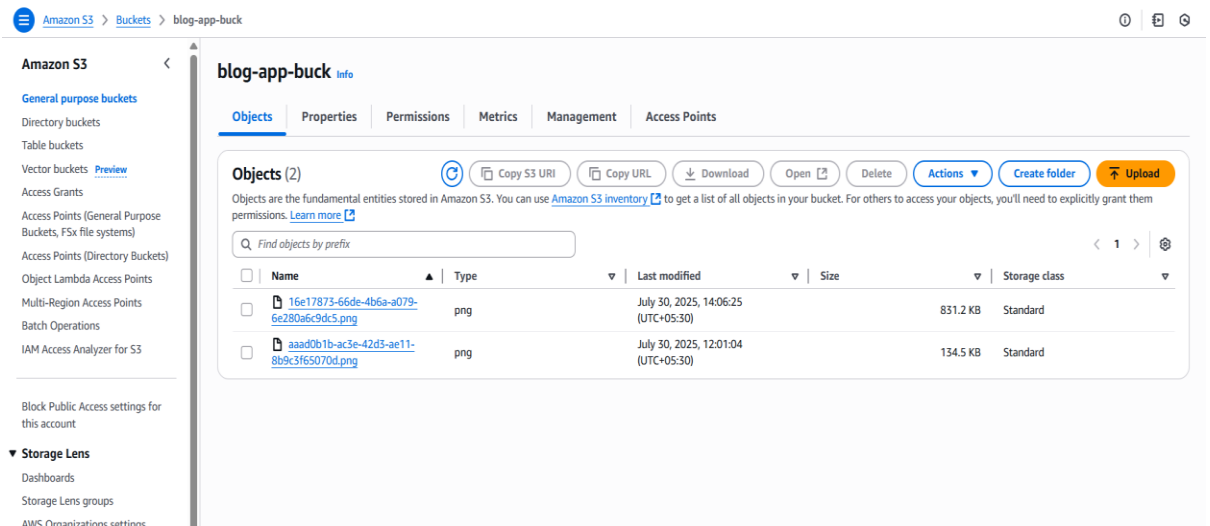 Amazon S3 > Buckets > blog-app-buck
Amazon S3
General purpose buckets
Directory buckets
Table buckets
Vector buckets Preview
Access Grants
Access Points (General Purpose
Buckets, FSx file systems)
Access Points (Directory Buckets)
Object Lambda Access Points
Multi-Region Access Points
Batch Operations
IAM Access Analyzer for S3
Block Public Access settings for
this account
Storage Lens
Dashboards
Storage Lens groups
AWS Organizations settings
blog-app-buck Info
Objects Properties Permissions Metrics Management Access Points
Objects (2) Copy S3 URI Copy URL Download Open Delete Actions Create folder Upload
Objects are the fundamental entities stored in Amazon S3. You can use Amazon S3 inventory to get a list of all objects in your bucket. For others to access your objects, you'll need to explicitly grant them
permissions. Learn more
Find objects by prefix
1
Name Type Last modified Size Storage class
16e17873-66de-4b6a-a079- png July 30, 2025, 14:06:25 831.2 KB Standard
6e280a6c9dc5.png (UTC+05:30)
aaad0b1b-ac3e-42d3-ae11- png July 30, 2025, 12:01:04 134.5 KB Standard
8b9c3f65070d.png (UTC+05:30)